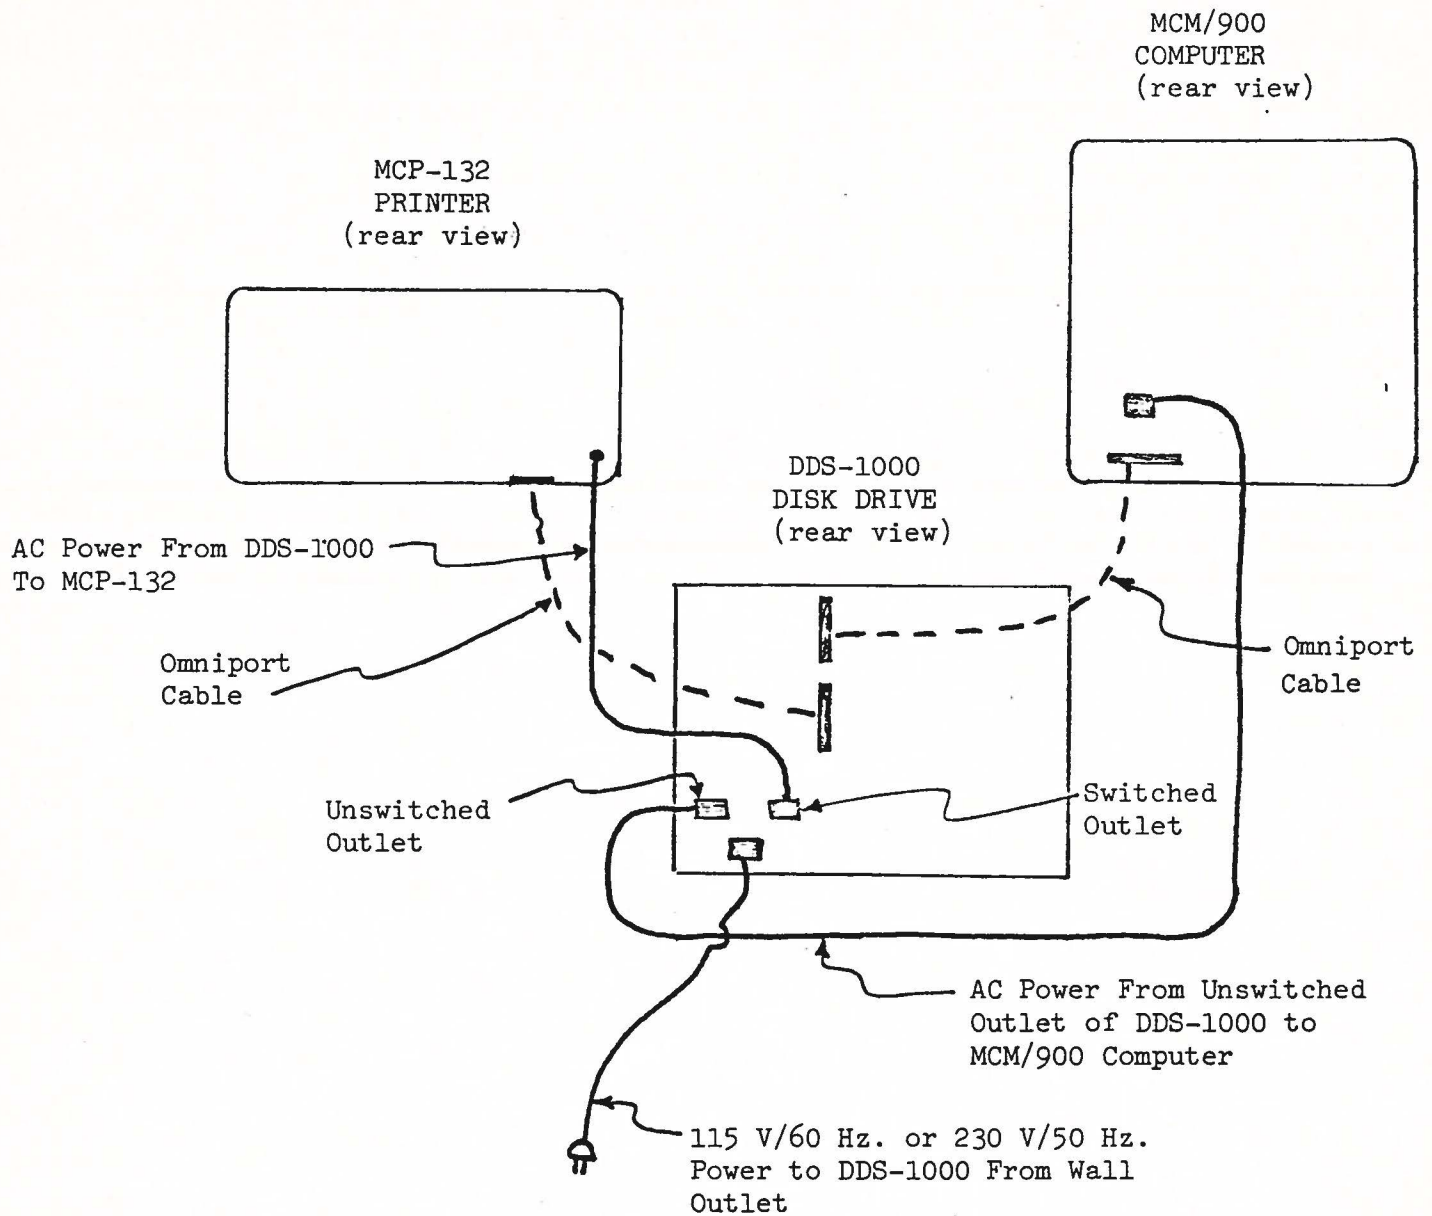 MCM/900
COMPUTER
(rear view)
MCP-132
PRINTER
(rear view)
DDS-1000
DISK DRIVE
(rear view)
AC Power From DDS-1000
To MCP-132
Omniport
Cable
Omniport
Cable
Unswitched
Outlet
Switched
Outlet
AC Power From Unswitched
Outlet of DDS-1000 to
MCM/900 Computer
115 V/60 Hz. or 230 V/50 Hz.
Power to DDS-1000 From Wall
Outlet